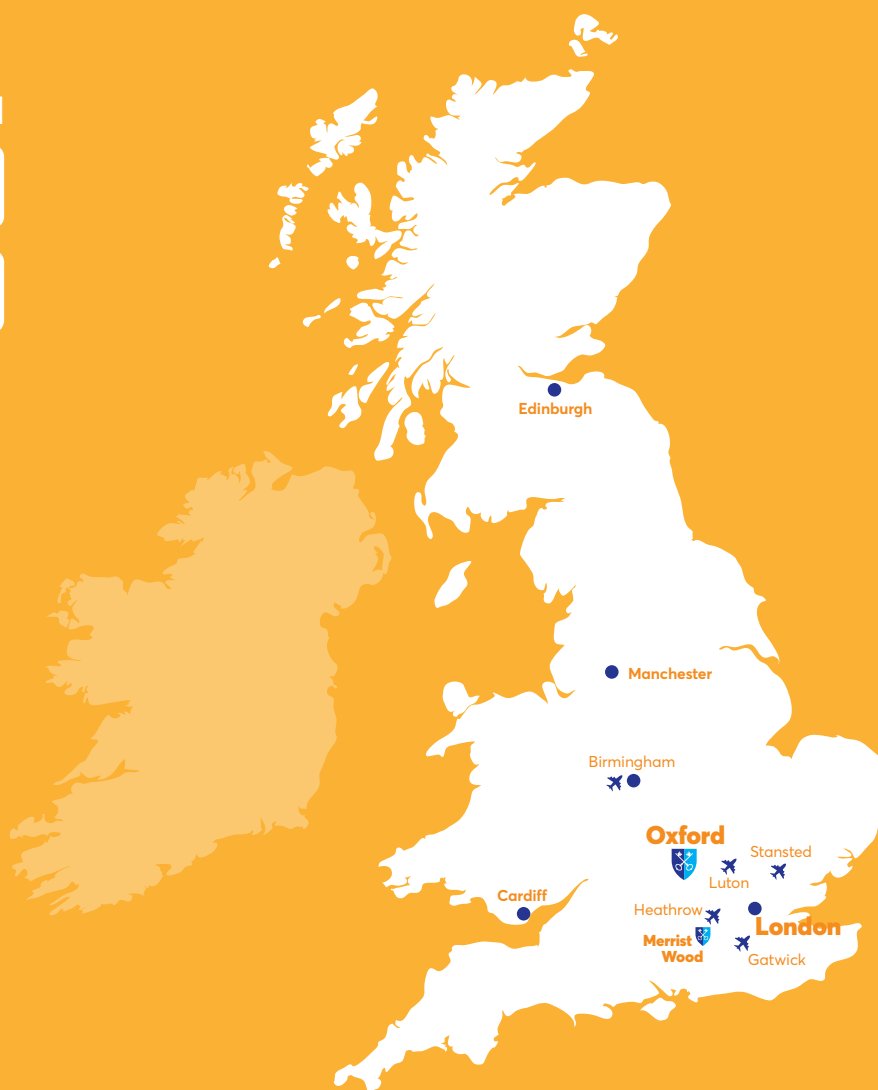 Edinburgh
Manchester
Birmingham
Oxford
Stansted
Luton
Cardiff
Heathrow
London
Merrist
Wood
Gatwick